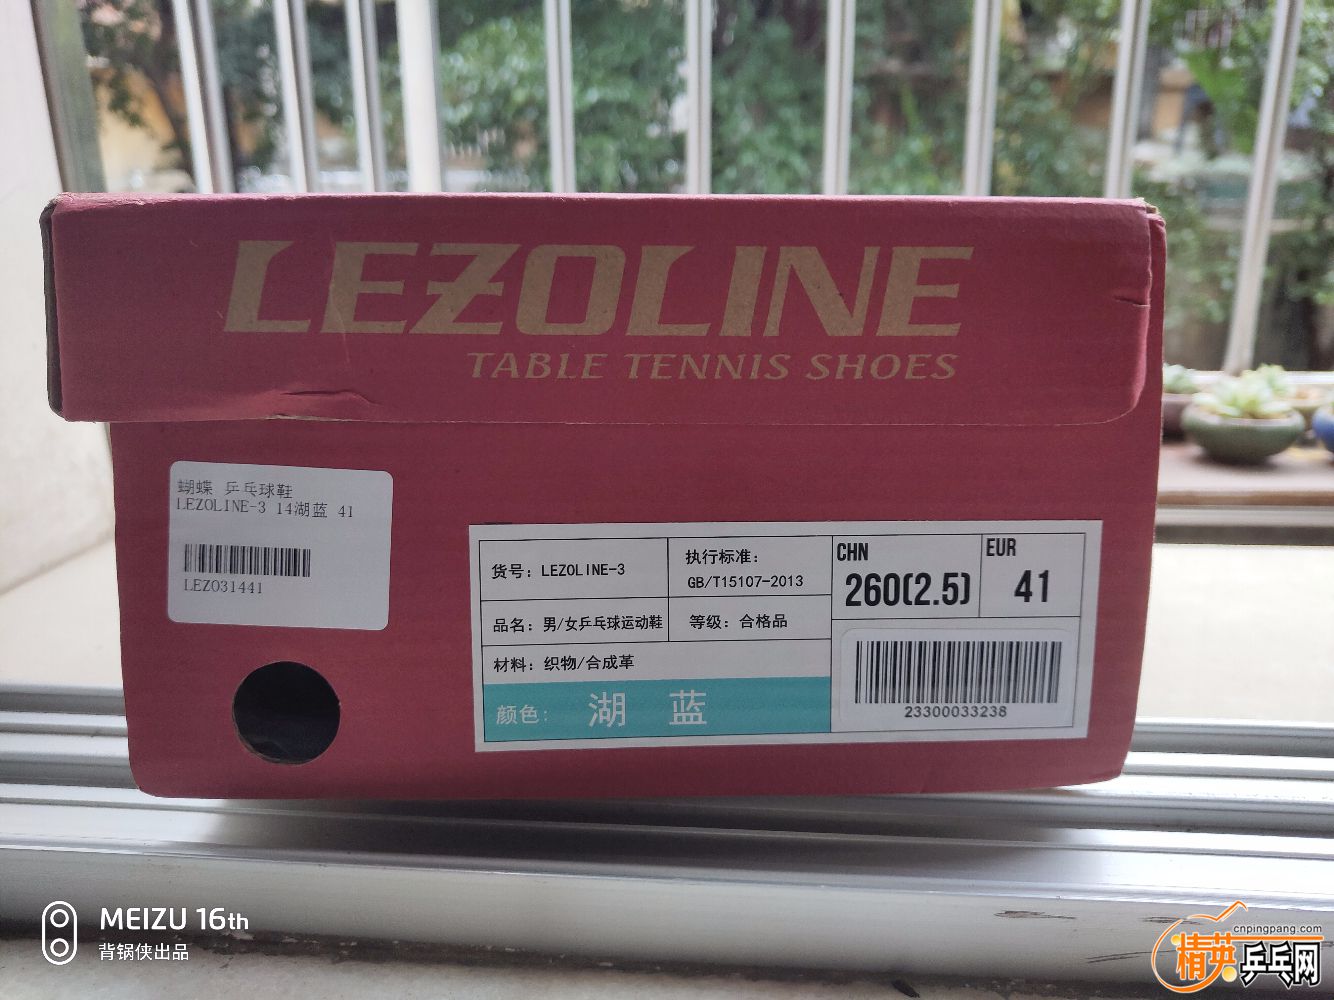 LEZOLINE
TABLE TENNIS SHOES
蝴蝶 乒乓球鞋
LEZOLINE-3 14湖蓝 41
LEZO31441
货号：LEZOLINE-3
执行标准：
GB/T15107-2013
品名：男/女乒乓球运动鞋
等级：合格品
材料：织物/合成革
颜色：湖 蓝
CHN
260(2.5)
EUR
41
23300033238
MEIZU 16th
背锅侠出品
cnpingpang.com
精英乒乓网